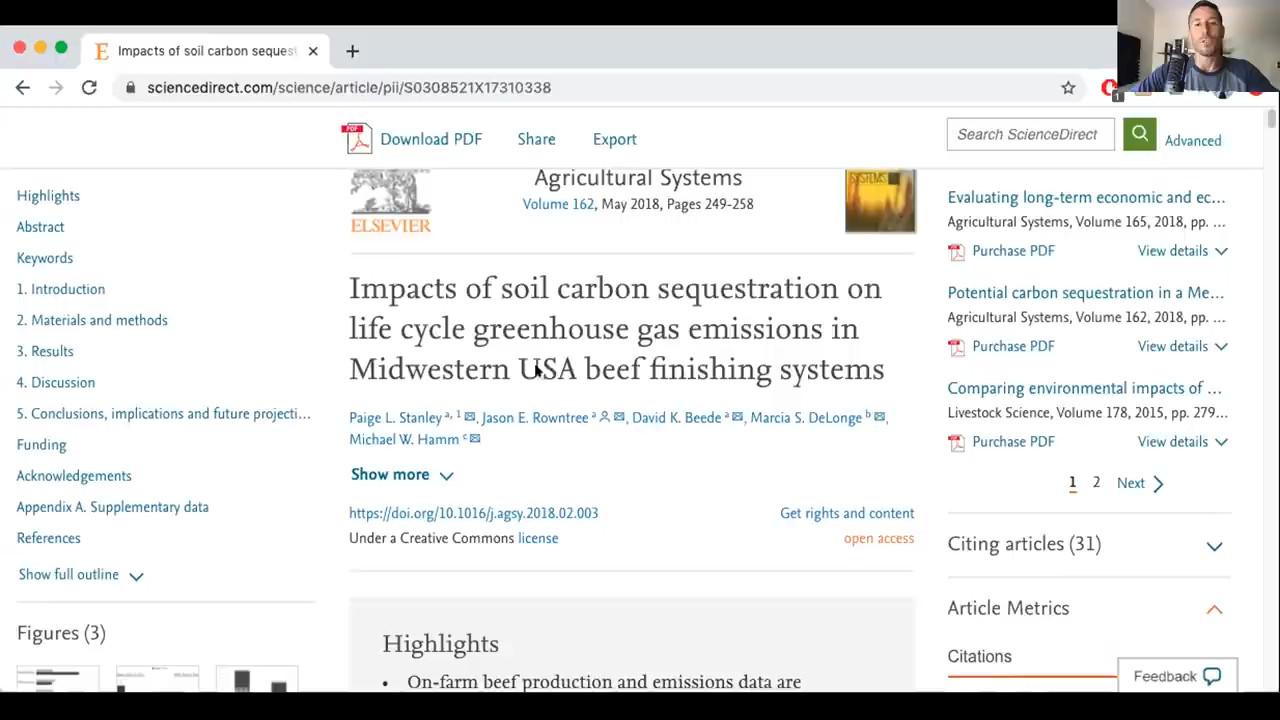 Impacts of soil carbon sequest
sciencedirect.com/science/article/pii/S0308521X17310338
1
PDF
Download PDF
Share
Export
Search ScienceDirect
Advanced
Highlights
Abstract
Keywords
1. Introduction
2. Materials and methods
3. Results
4. Discussion
5. Conclusions, implications and future projecti...
Funding
Acknowledgements
Appendix A. Supplementary data
References
Show full outline
Figures (3)
ELSEVIER
Agricultural Systems
Volume 162, May 2018, Pages 249-258
SYSTEMS
Impacts of soil carbon sequestration on
life cycle greenhouse gas emissions in
Midwestern USA beef finishing systems
Paige L. Stanley a, 1, Jason E. Rowntree a, David K. Beede a, Marcia S. DeLonge b,
Michael W. Hamm c
Show more
https://doi.org/10.1016/j.agsy.2018.02.003
Get rights and content
Under a Creative Commons license
open access
Highlights
• On-farm beef production and emissions data are
Evaluating long-term economic and ec...
Agricultural Systems, Volume 165, 2018, pp. ...
Purchase PDF
View details
Potential carbon sequestration in a Me...
Agricultural Systems, Volume 162, 2018, pp. ...
Purchase PDF
View details
Comparing environmental impacts of ...
Livestock Science, Volume 178, 2015, pp. 279...
Purchase PDF
View details
1 2 Next
Citing articles (31)
Article Metrics
Citations
Feedback